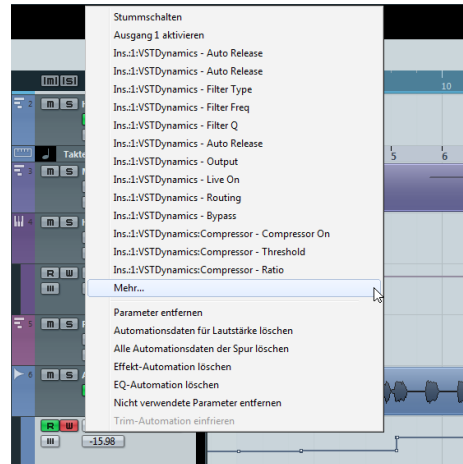 Stummschalten
Ausgang 1 aktivieren
Ins.:1:VSTDynamics - Auto Release
Ins.:1:VSTDynamics - Auto Release
Ins.:1:VSTDynamics - Filter Type
Ins.:1:VSTDynamics - Filter Freq
Ins.:1:VSTDynamics - Filter Q
Ins.:1:VSTDynamics - Auto Release
Ins.:1:VSTDynamics - Output
Ins.:1:VSTDynamics - Live On
Ins.:1:VSTDynamics - Routing
Ins.:1:VSTDynamics - Bypass
Ins.:1:VSTDynamics:Compressor - Compressor On
Ins.:1:VSTDynamics:Compressor - Threshold
Ins.:1:VSTDynamics:Compressor - Ratio
Mehr...
Parameter entfernen
Automationsdaten für Lautstärke löschen
Alle Automationsdaten der Spur löschen
Effekt-Automation löschen
EQ-Automation löschen
Nicht verwendete Parameter entfernen
Trim-Automation einfrieren
m s
10
2 m s
Takte
5 6
3 m s
4 m s
R W
5 m s
6 m s
R W
-15.98